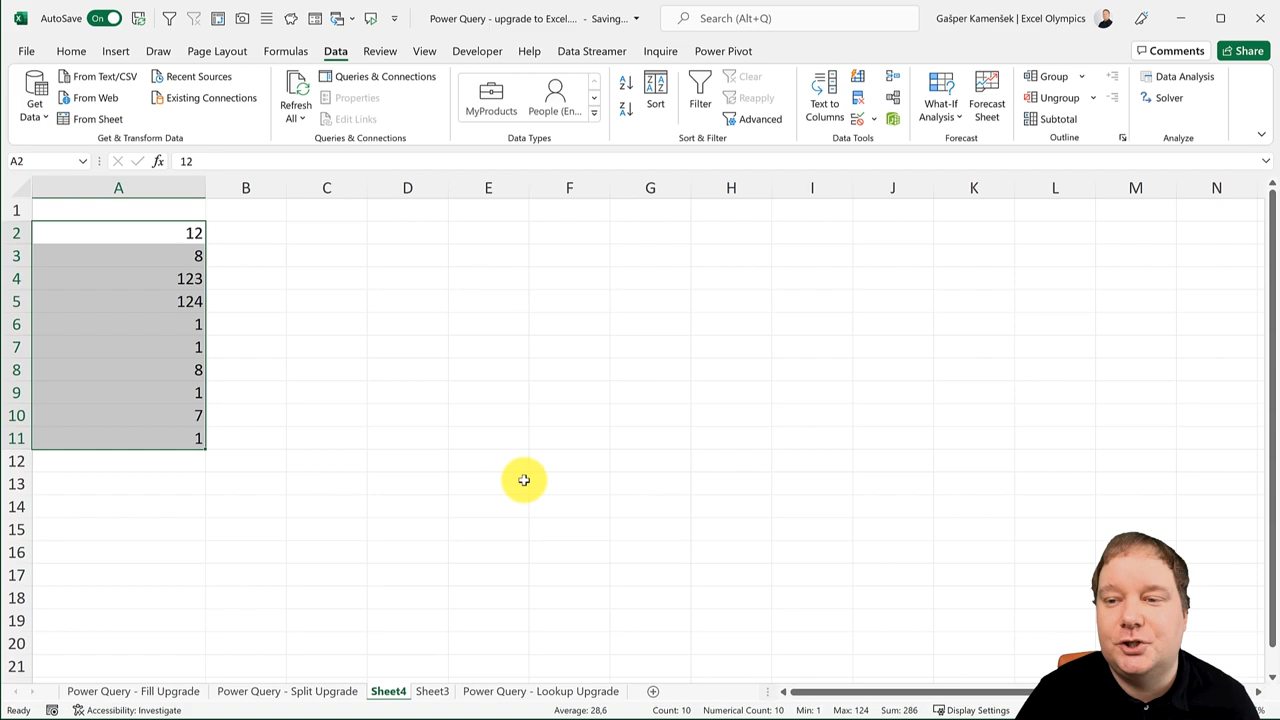 AutoSave On Power Query - upgrade to Excel.... - Saving... Search (Alt+Q) Gašper Kamenšek | Excel Olympics
File Home Insert Draw Page Layout Formulas Data Review View Developer Help Data Streamer Inquire Power Pivot Comments Share
Get Data
From Text/CSV
From Web
From Sheet
Recent Sources
Existing Connections
Get & Transform Data
Refresh All
Queries & Connections
Properties
Edit Links
Queries & Connections
MyProducts
People (En...
Data Types
Sort
Filter
Clear
Reapply
Advanced
Sort & Filter
Text to Columns
Data Tools
What-If Analysis
Forecast Sheet
Forecast
Group
Ungroup
Subtotal
Outline
Data Analysis
Solver
Analyze
A2 fx 12
A B C D E F G H I J K L M N
1
2 12
3 8
4 123
5 124
6 1
7 1
8 8
9 1
10 7
11 1
12
13
14
15
16
17
18
19
20
21
Power Query - Fill Upgrade Power Query - Split Upgrade Sheet4 Sheet3 Power Query - Lookup Upgrade
Ready Accessibility: Investigate Average: 28,6 Count: 10 Numerical Count: 10 Min: 1 Max: 124 Sum: 286 Display Settings